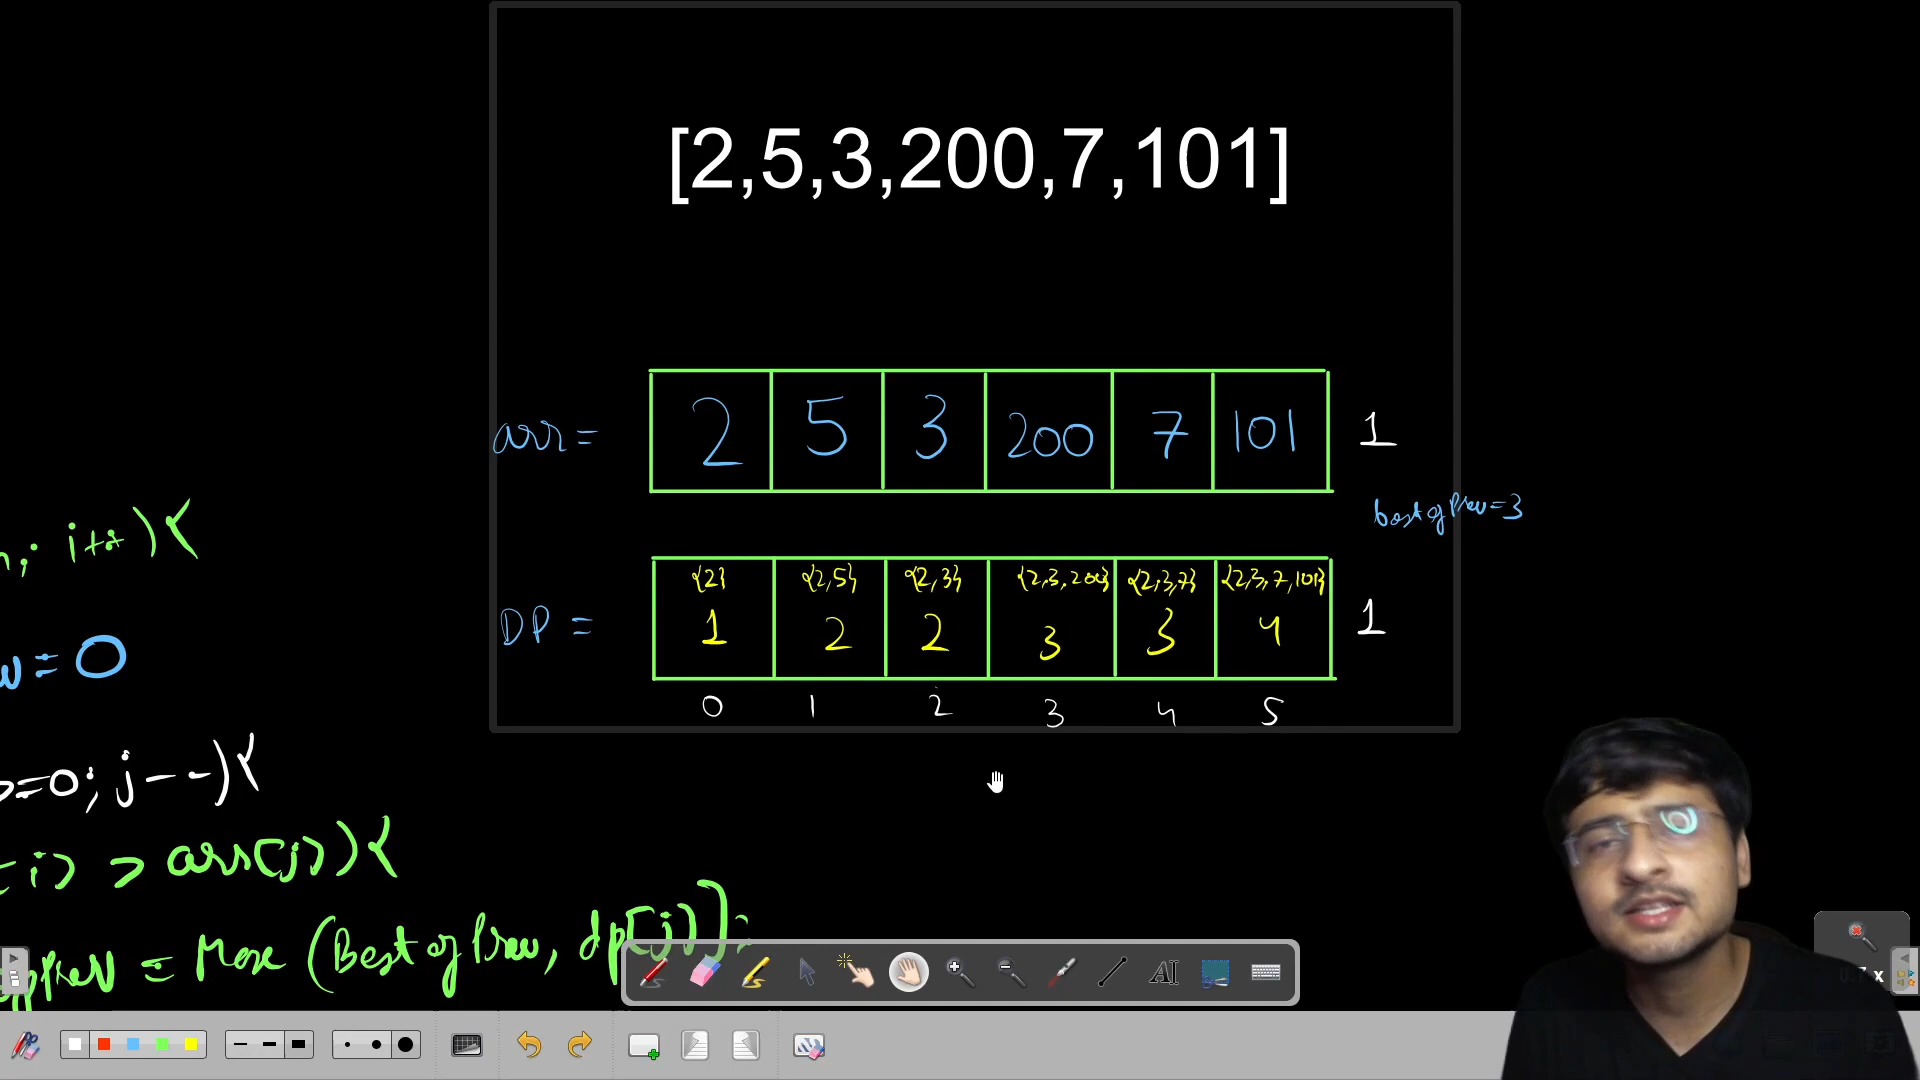 [2,5,3,200,7,101]
arr = 2 5 3 200 7 101 1
best of Prev = 3
{2} {2,5} {2,3} {2,3,200} {2,3,7} {2,3,7,101}
DP = 1 2 2 3 3 4 1
0 1 2 3 4 5
; i++){
= 0
=0; j--){
i) > arr(j)){
Prev = Max (Best of Prev, dp[j]);
AI
x